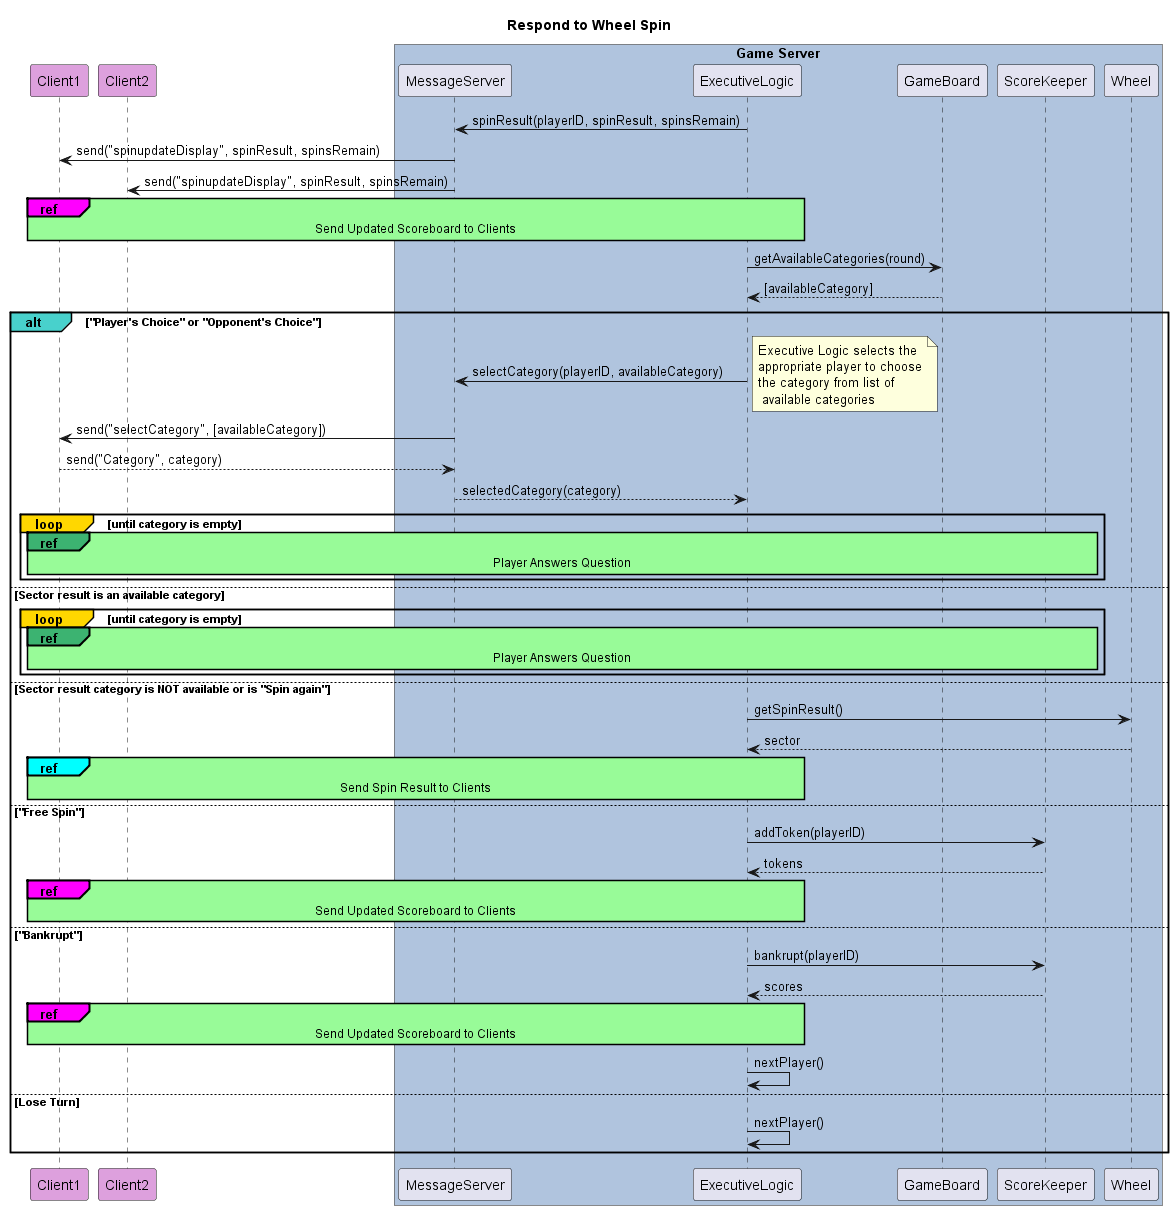 Respond to Wheel Spin
Game Server
Client1
Client2
MessageServer
ExecutiveLogic
GameBoard
ScoreKeeper
Wheel
spinResult(playerID, spinResult, spinsRemain)
send("spinupdateDisplay", spinResult, spinsRemain)
send("spinupdateDisplay", spinResult, spinsRemain)
ref
Send Updated Scoreboard to Clients
getAvailableCategories(round)
[availableCategory]
alt
["Player's Choice" or "Opponent's Choice"]
Executive Logic selects the
appropriate player to choose
the category from list of
available categories
selectCategory(playerID, availableCategory)
send("selectCategory", [availableCategory])
send("Category", category)
selectedCategory(category)
loop
[until category is empty]
ref
Player Answers Question
[Sector result is an available category]
loop
[until category is empty]
ref
Player Answers Question
[Sector result category is NOT available or is "Spin again"]
getSpinResult()
sector
ref
Send Spin Result to Clients
["Free Spin"]
addToken(playerID)
tokens
ref
Send Updated Scoreboard to Clients
["Bankrupt"]
bankrupt(playerID)
scores
ref
Send Updated Scoreboard to Clients
nextPlayer()
[Lose Turn]
nextPlayer()
Client1
Client2
MessageServer
ExecutiveLogic
GameBoard
ScoreKeeper
Wheel